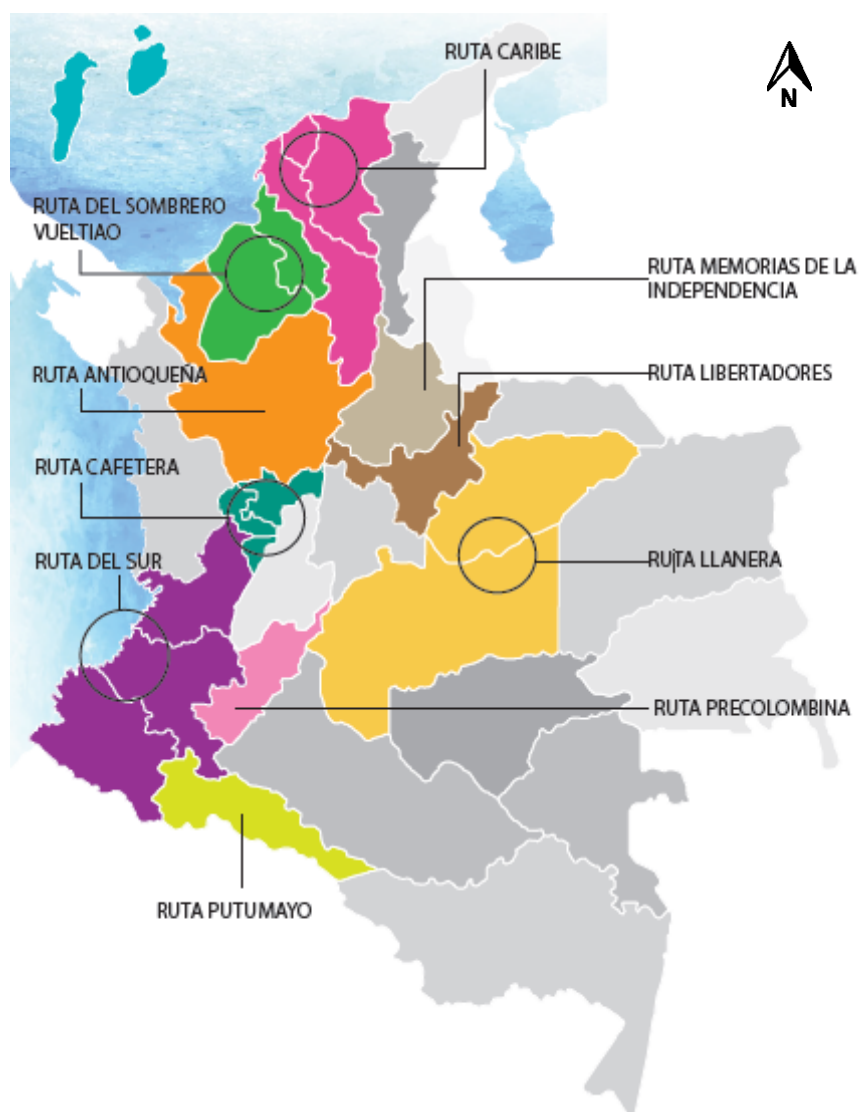 RUTA CARIBE
N
RUTA DEL SOMBRERO
VUELTIAO
RUTA MEMORIAS DE LA
INDEPENDENCIA
RUTA ANTIOQUEÑA
RUTA LIBERTADORES
RUTA CAFETERA
RUTA DEL SUR
RUTA LLANERA
RUTA PRECOLOMBINA
RUTA PUTUMAYO